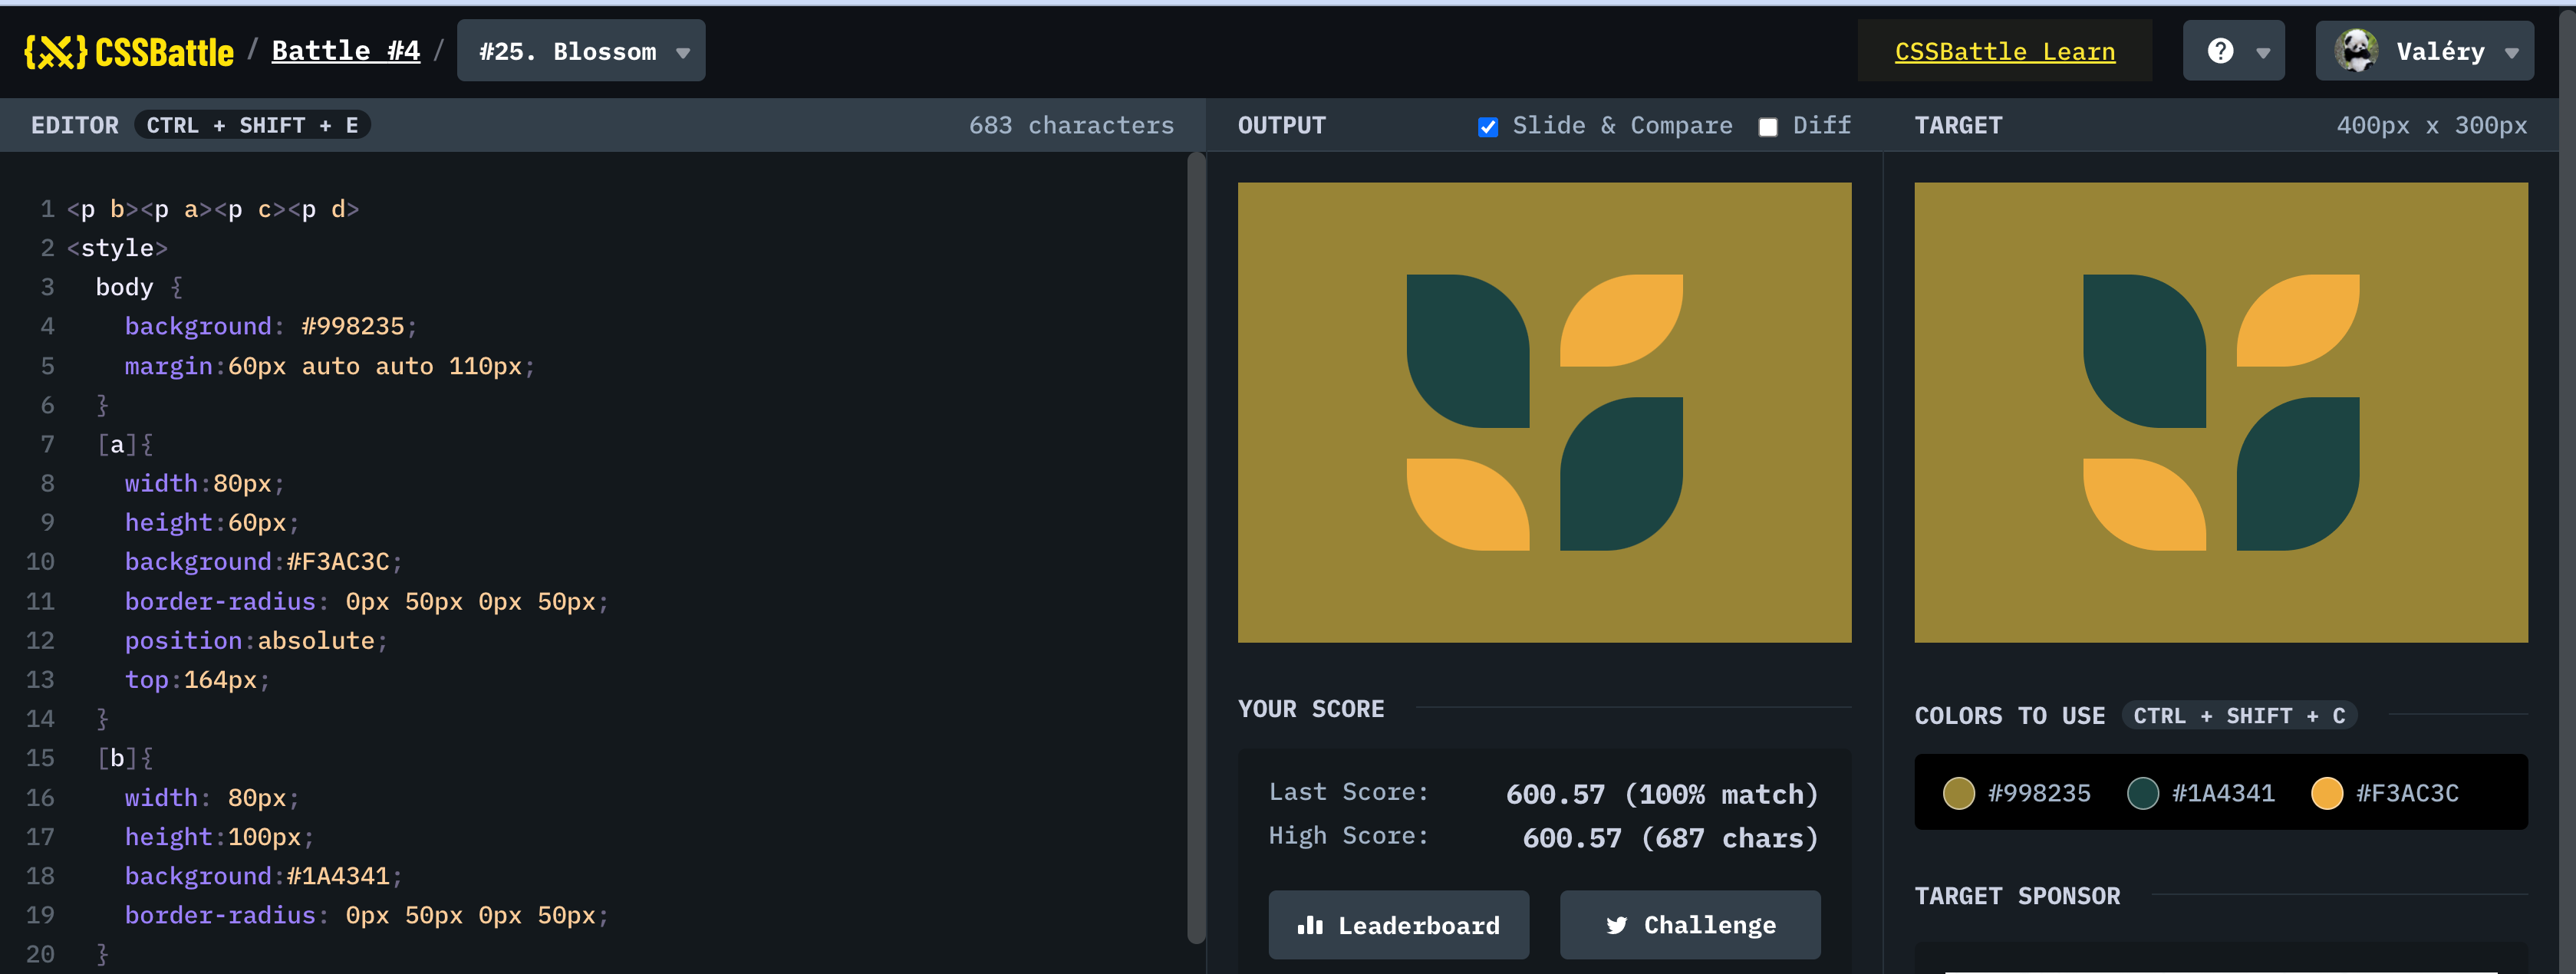 {X} CSSBattle / Battle #4 / #25. Blossom
CSSBattle Learn
Valéry
EDITOR CTRL + SHIFT + E 683 characters
OUTPUT Slide & Compare Diff
TARGET 400px x 300px
1 <p b><p a><p c><p d>
2 <style>
3 body {
4 background: #998235;
5 margin:60px auto auto 110px;
6 }
7 [a]{
8 width:80px;
9 height:60px;
10 background:#F3AC3C;
11 border-radius: 0px 50px 0px 50px;
12 position:absolute;
13 top:164px;
14 }
15 [b]{
16 width: 80px;
17 height:100px;
18 background:#1A4341;
19 border-radius: 0px 50px 0px 50px;
20 }
YOUR SCORE
Last Score: 600.57 (100% match)
High Score: 600.57 (687 chars)
Leaderboard
Challenge
COLORS TO USE CTRL + SHIFT + C
#998235 #1A4341 #F3AC3C
TARGET SPONSOR